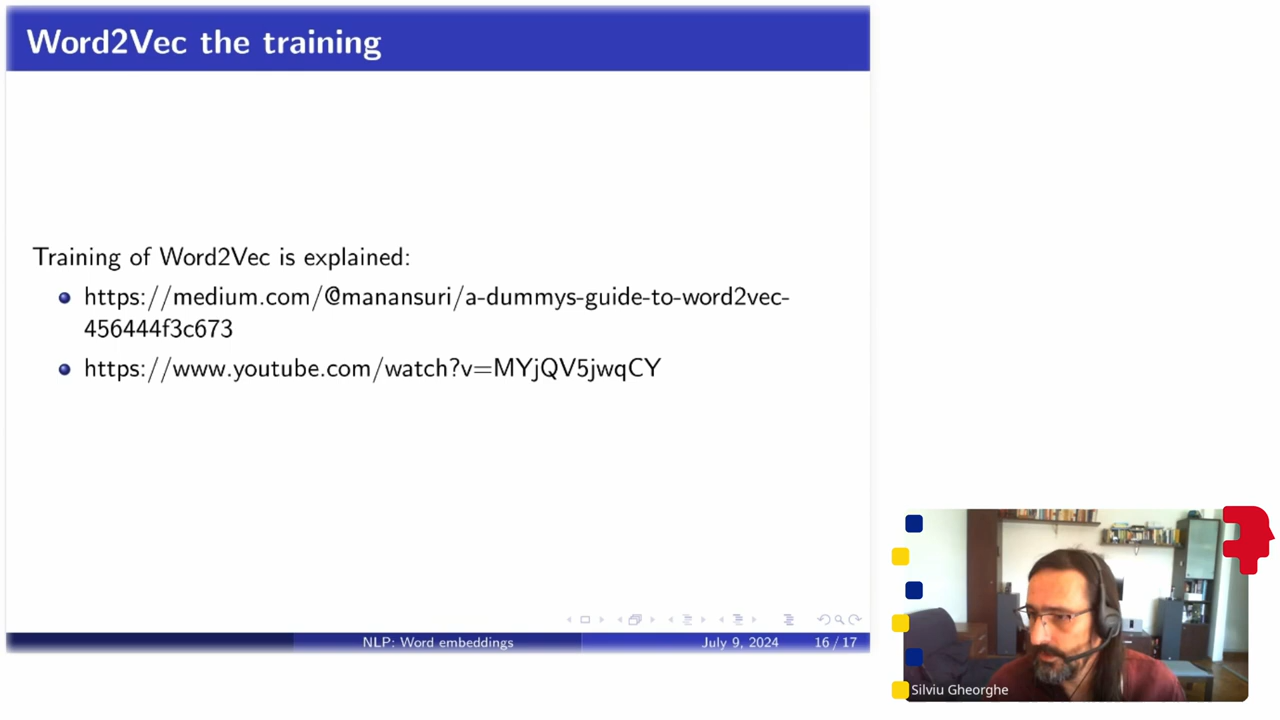 Word2Vec the training
Training of Word2Vec is explained:
https://medium.com/@manansuri/a-dummys-guide-to-word2vec-
456444f3c673
https://www.youtube.com/watch?v=MYjQV5jwqCY
NLP: Word embeddings July 9, 2024 16 / 17
Silviu Gheorghe